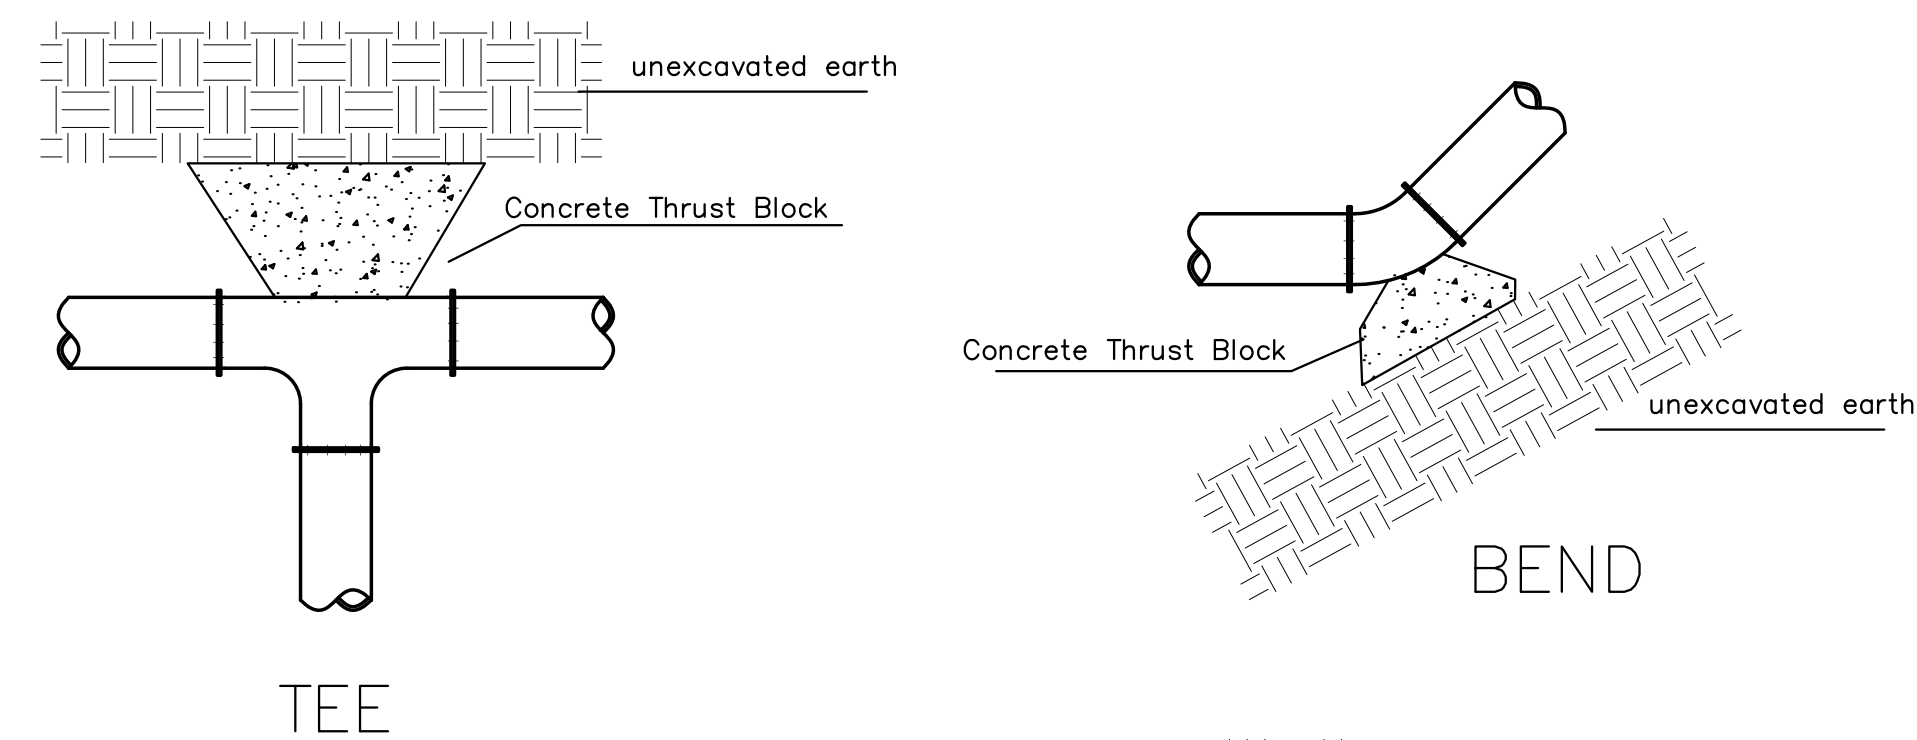 unexcavated earth
Concrete Thrust Block
TEE
Concrete Thrust Block
unexcavated earth
BEND